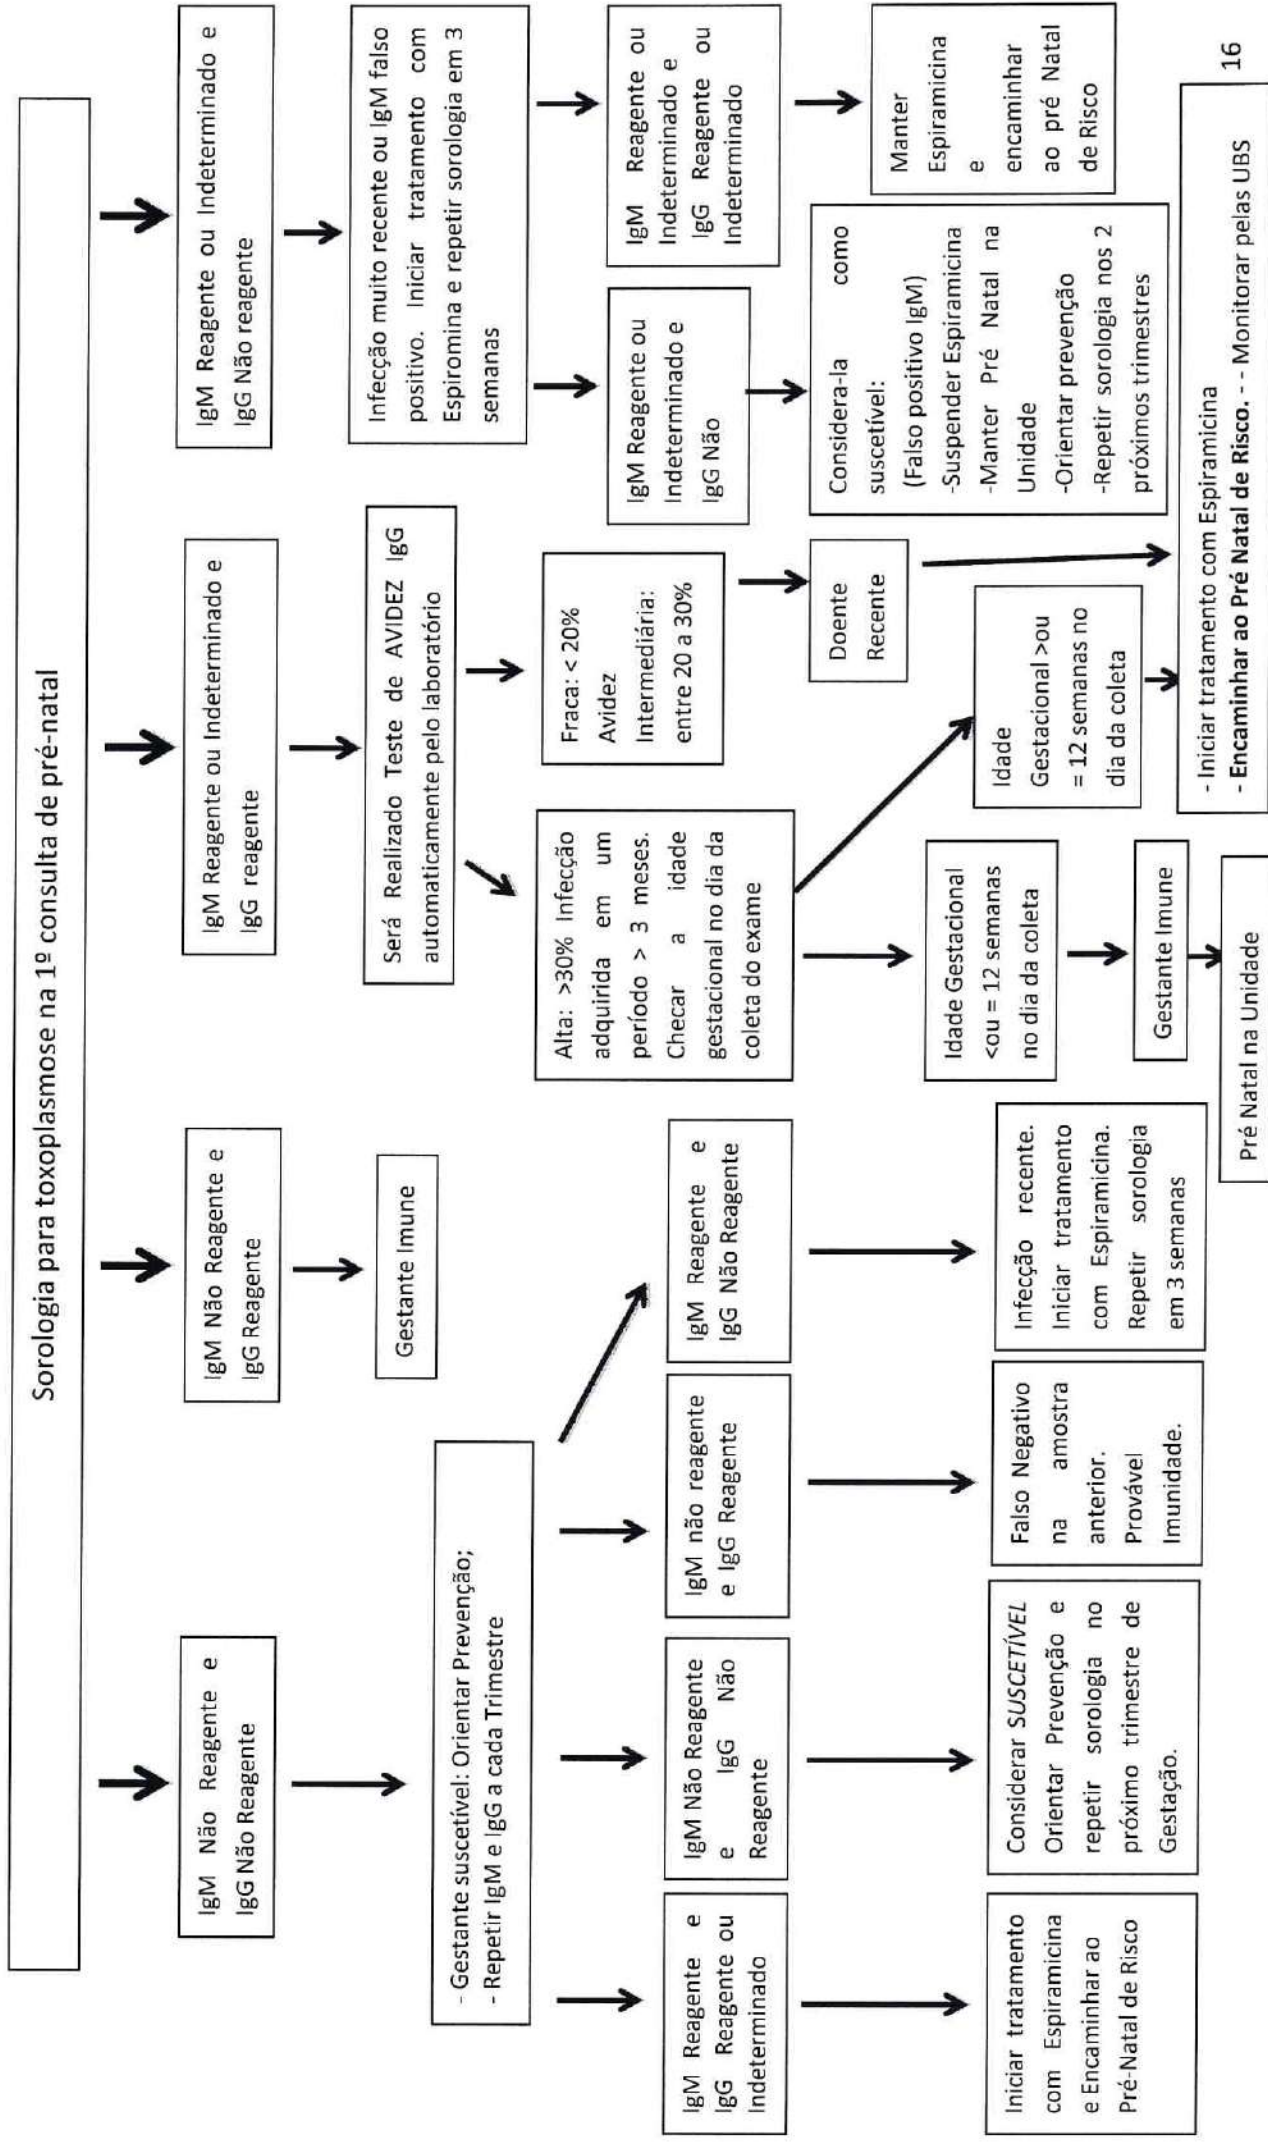 Sorologia para toxoplasmose na 1º consulta de pré-natal
IgM Não Reagente e
IgG Não Reagente
IgM Não Reagente e
IgG Reagente
IgM Reagente ou Indeterminado e
IgG reagente
IgM Reagente ou Indeterminado e
IgG Não reagente
- Gestante suscetível: Orientar Prevenção;
- Repetir IgM e IgG a cada Trimestre
Gestante Imune
Será Realizado Teste de AVIDEZ IgG
automaticamente pelo laboratório
Infecção muito recente ou IgM falso
positivo. Iniciar tratamento com
Espiromina e repetir sorologia em 3
semanas
IgM Reagente e
IgG Reagente ou
Indeterminado
IgM Não Reagente
e IgG Não
Reagente
IgM não reagente
e IgG Reagente
IgM Reagente e
IgG Não Reagente
Alta: >30% Infecção
adquirida em um
período > 3 meses.
Checar a idade
gestacional no dia da
coleta do exame
Fraca: < 20%
Avidez
Intermediária:
entre 20 a 30%
IgM Reagente ou
Indeterminado e
IgG Não
IgM Reagente ou
Indeterminado e
IgG Reagente ou
Indeterminado
Iniciar tratamento
com Espiramicina
e Encaminhar ao
Pré-Natal de Risco
Considerar SUSCETÍVEL
Orientar Prevenção e
repetir sorologia no
próximo trimestre de
Gestação.
Falso Negativo
na amostra
anterior.
Provável
Imunidade.
Infecção recente.
Iniciar tratamento
com Espiramicina.
Repetir sorologia
em 3 semanas
Idade Gestacional
<ou = 12 semanas
no dia da coleta
Gestante Imune
Pré Natal na Unidade
Idade
Gestacional >ou
= 12 semanas no
dia da coleta
Doente
Recente
Considera-la como
suscetível:
(Falso positivo IgM)
-Suspender Espiramicina
-Manter Pré Natal na
Unidade
-Orientar prevenção
-Repetir sorologia nos 2
próximos trimestres
Manter
Espiramicina
e
encaminhar
ao pré Natal
de Risco
- Iniciar tratamento com Espiramicina
- Encaminhar ao Pré Natal de Risco. - - Monitorar pelas UBS
16